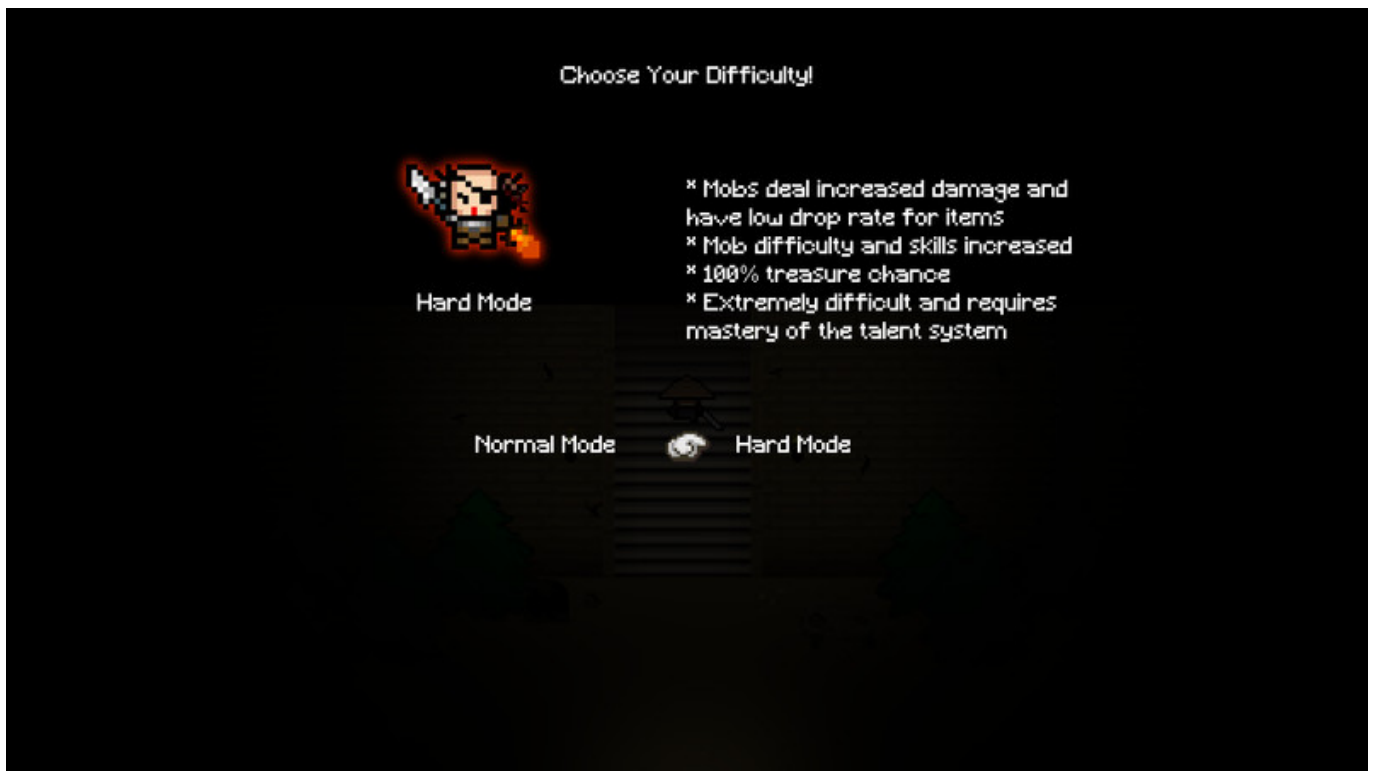 Choose Your Difficulty!
* Mobs deal increased damage and
have low drop rate for items
* Mob difficulty and skills increased
* 100% treasure chance
Hard Mode
* Extremely difficult and requires
mastery of the talent system
Normal Mode
Hard Mode